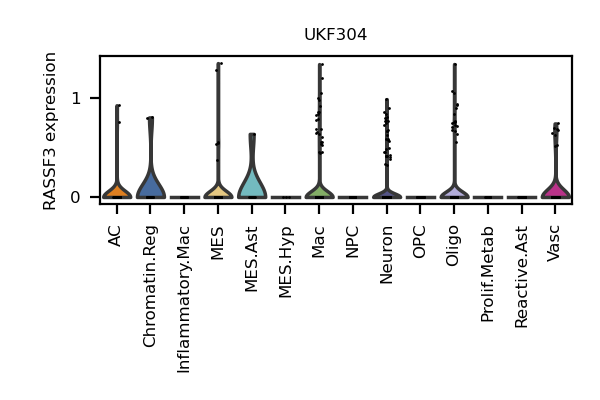 UKF304
RASSF3 expression
1
0
AC
Chromatin.Reg
Inflammatory.Mac
MES
MES.Ast
MES.Hyp
Mac
NPC
Neuron
OPC
Oligo
Prolif.Metab
Reactive.Ast
Vasc